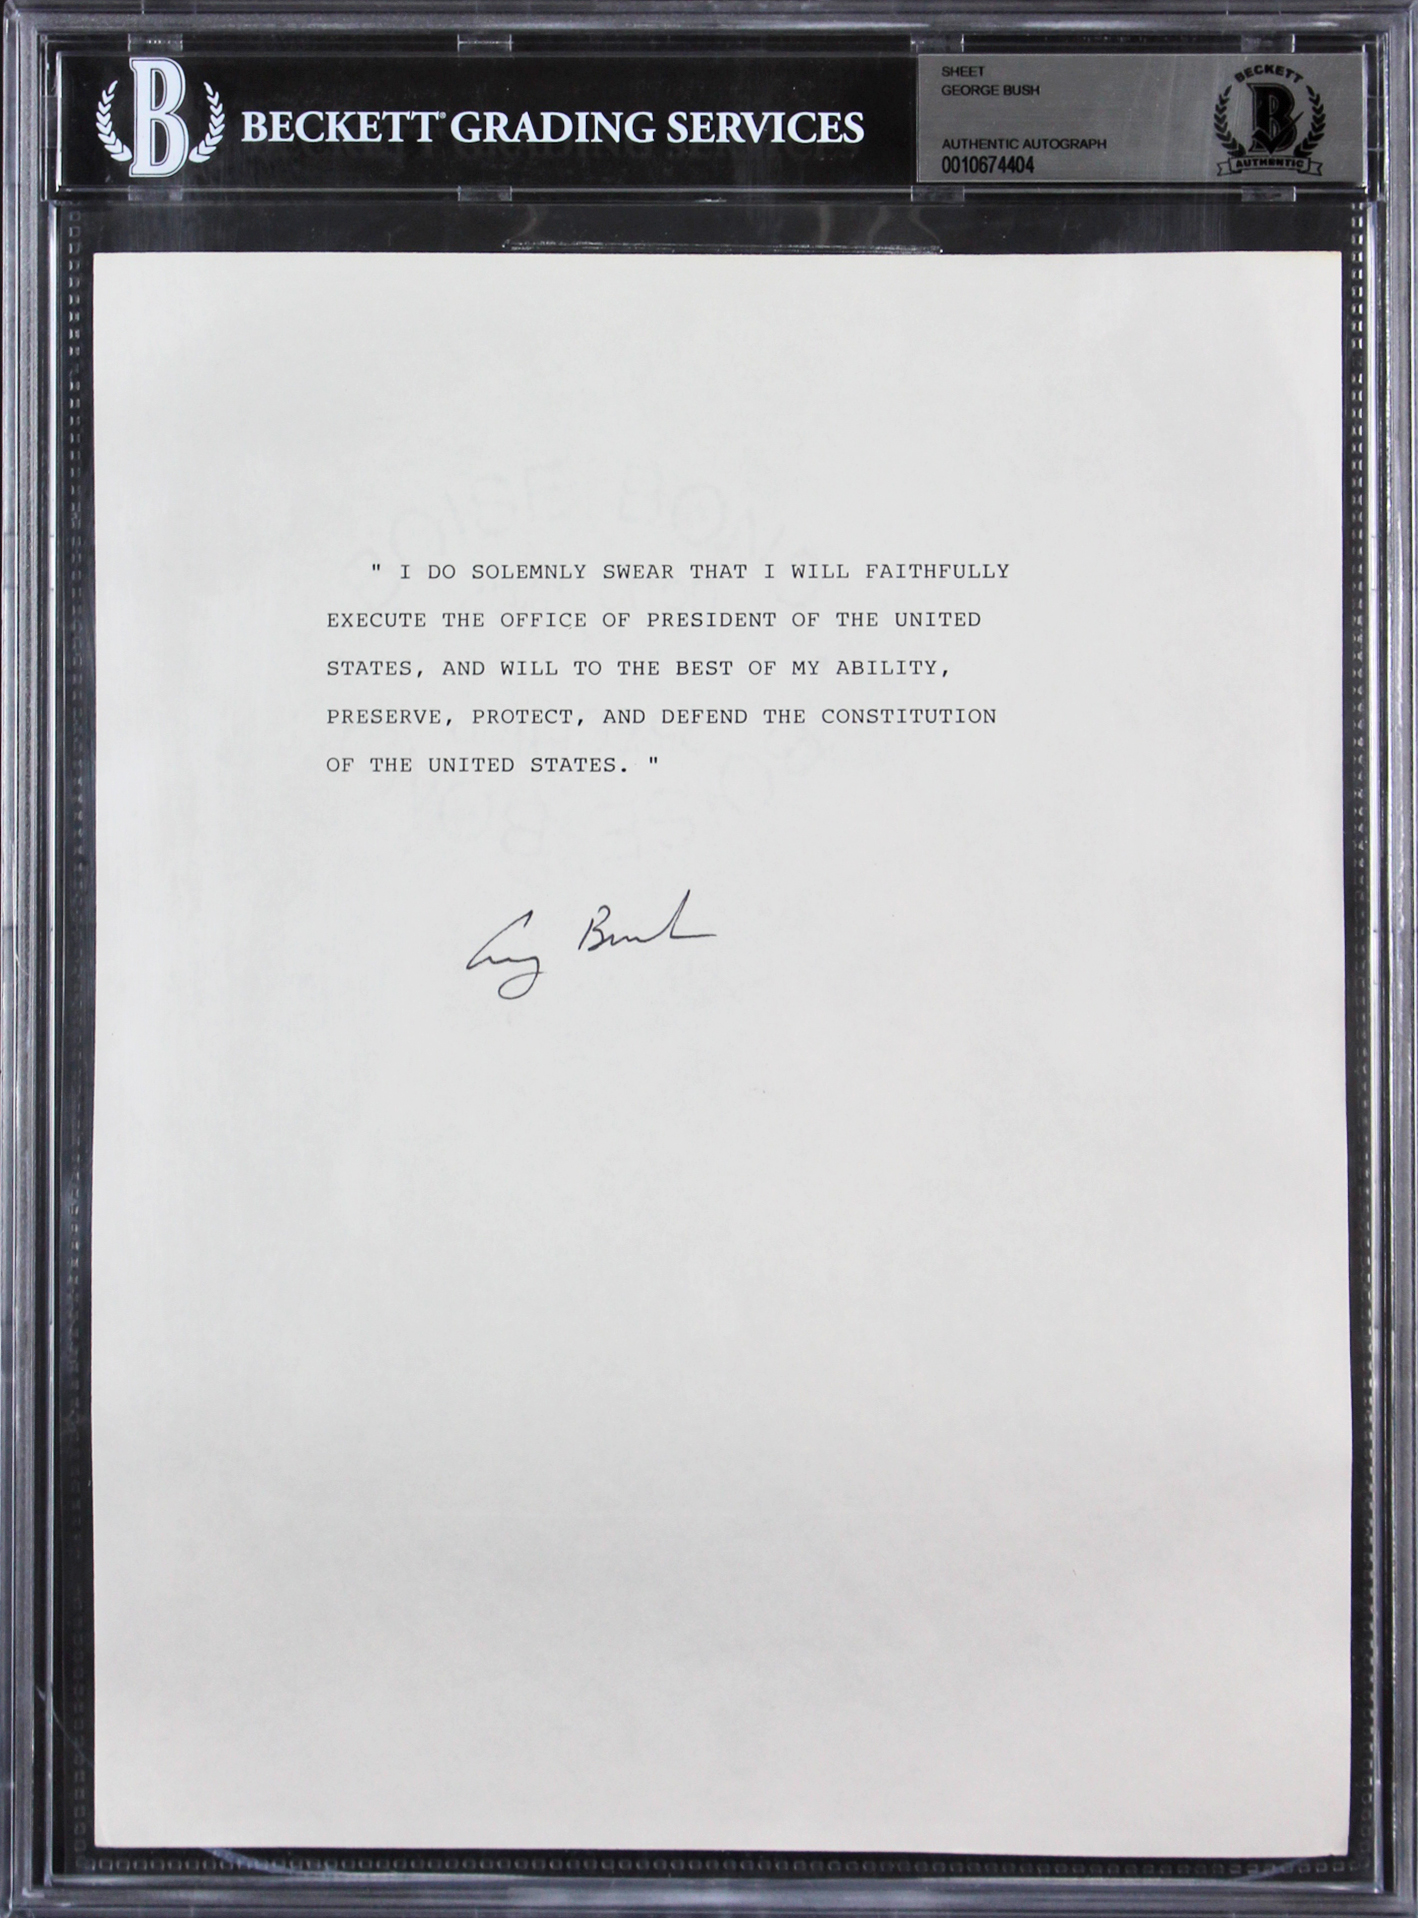 B BECKETT® GRADING SERVICES
SHEET
GEORGE BUSH
AUTHENTIC AUTOGRAPH
0010674404
BECKETT
B
AUTHENTIC
" I DO SOLEMNLY SWEAR THAT I WILL FAITHFULLY
EXECUTE THE OFFICE OF PRESIDENT OF THE UNITED
STATES, AND WILL TO THE BEST OF MY ABILITY,
PRESERVE, PROTECT, AND DEFEND THE CONSTITUTION
OF THE UNITED STATES. "
Bush